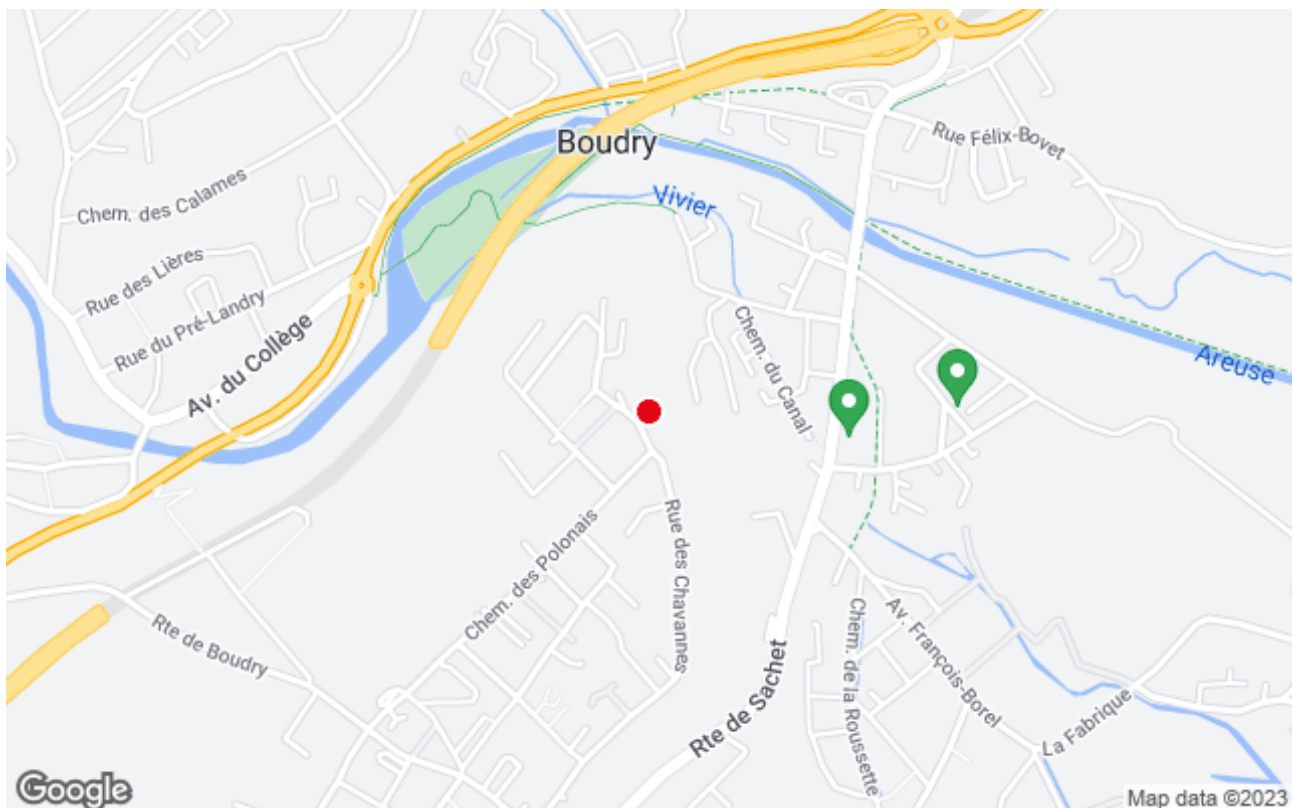 Boudry
Rue Félix-Bovet
Chem. des Calames
Vivier
Rue des Lières
Rue du Pré-Landry
Av. du Collège
Chem. du Canal
Areuse
Rue des Chavannes
Chem. des Polonais
Rte de Boudry
Rte de Sachet
Chem. de la Roussette
Av. François-Borel
La Fabrique
Google
Map data ©2023